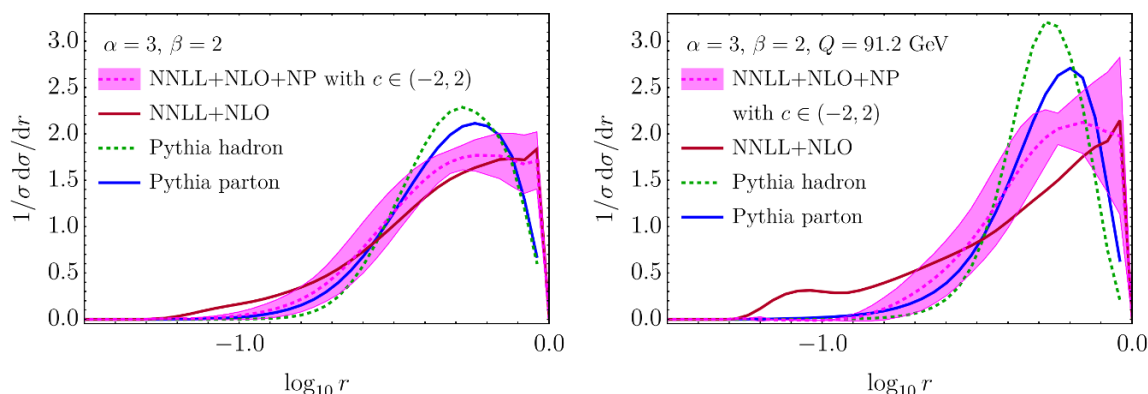 α = 3, β = 2
NNLL+NLO+NP with c ∈ (−2, 2)
NNLL+NLO
Pythia hadron
Pythia parton
1/σ dσ/dr
3.0
2.5
2.0
1.5
1.0
0.5
0.0
−1.0
0.0
log₁₀ r
α = 3, β = 2, Q = 91.2 GeV
NNLL+NLO+NP
with c ∈ (−2, 2)
NNLL+NLO
Pythia hadron
Pythia parton
1/σ dσ/dr
3.0
2.5
2.0
1.5
1.0
0.5
0.0
−1.0
0.0
log₁₀ r